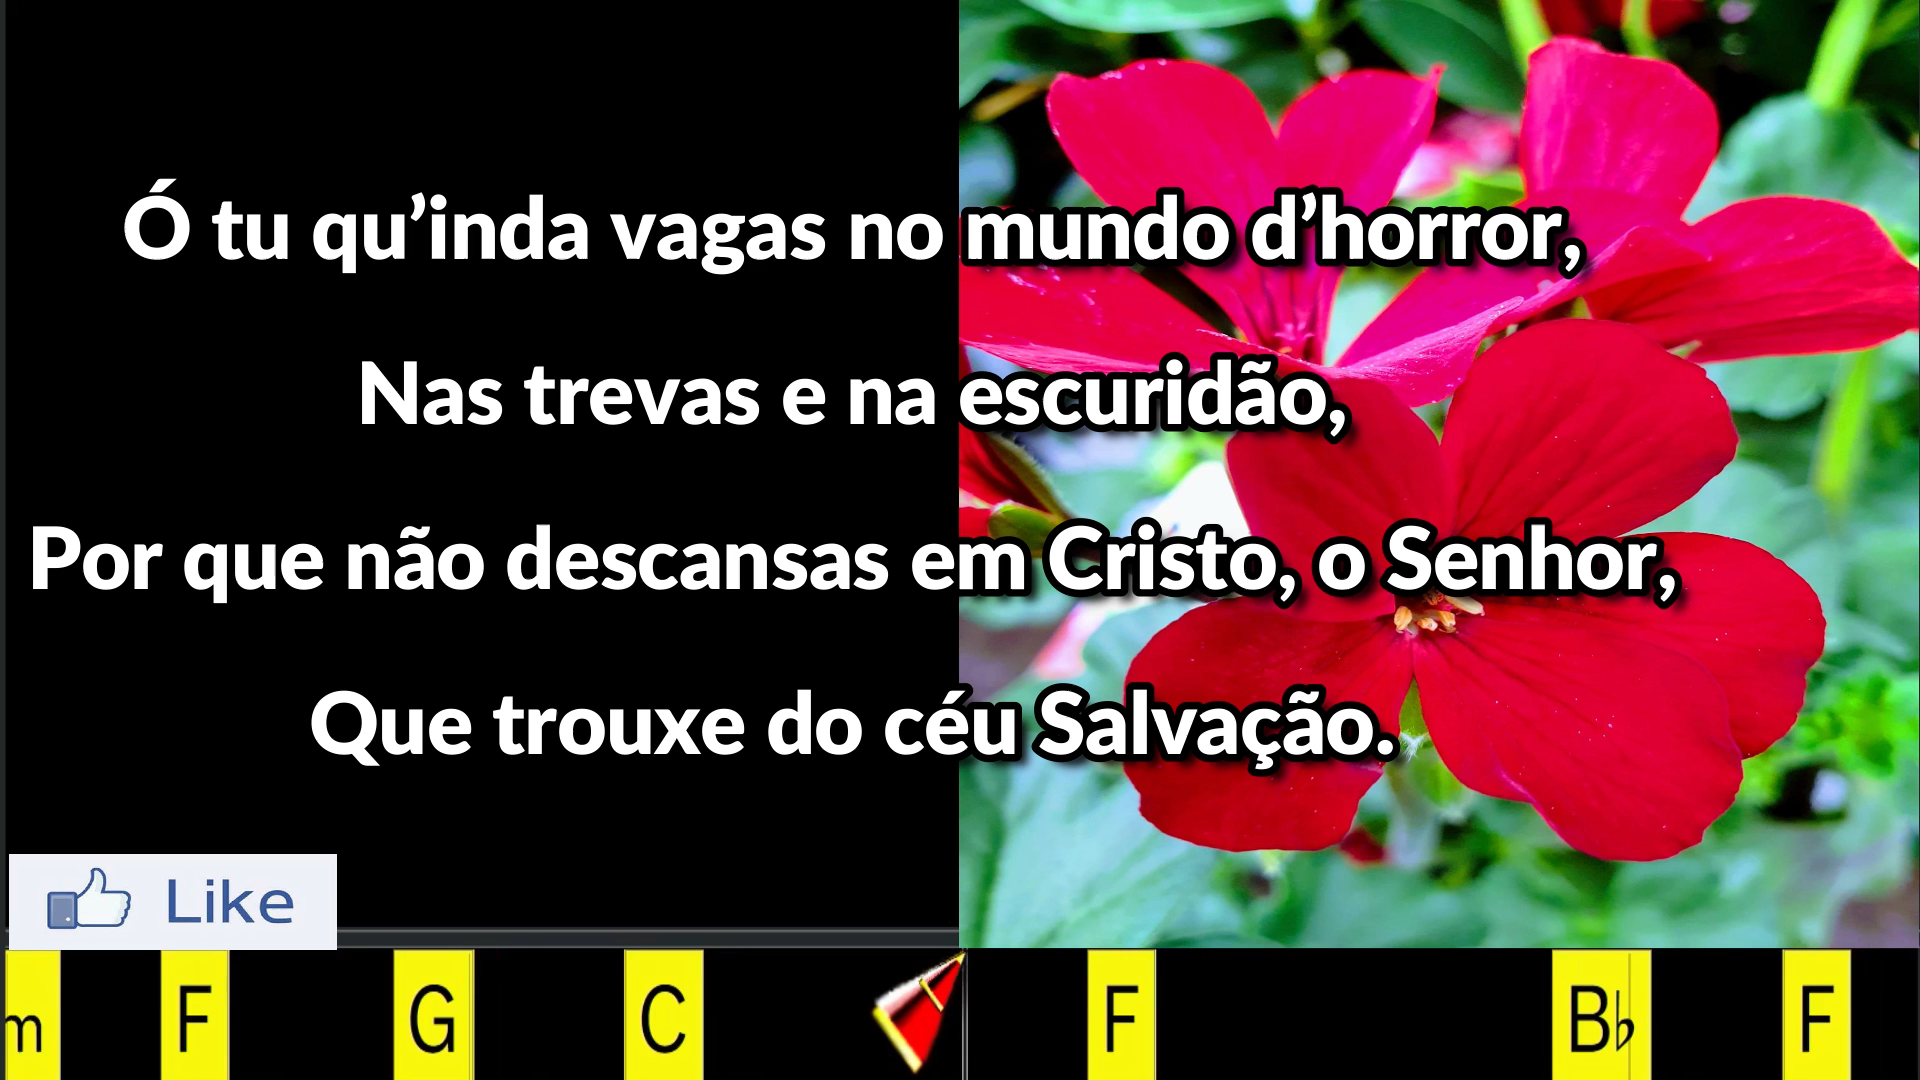 Ó tu qu’inda vagas no mundo d’horror,
Nas trevas e na escuridão,
Por que não descansas em Cristo, o Senhor,
Que trouxe do céu Salvação.
Like
m F G C F B♭ F